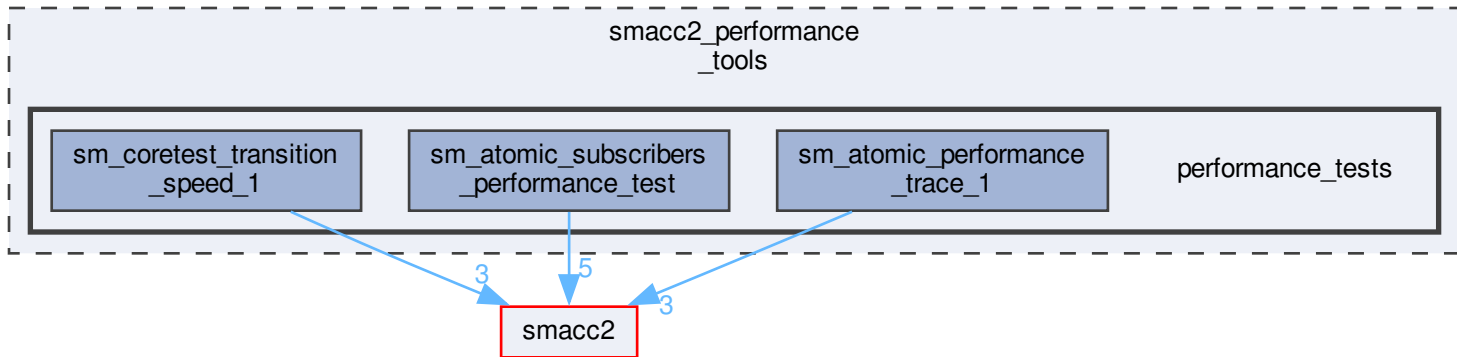 smacc2_performance
_tools
sm_coretest_transition
_speed_1
sm_atomic_subscribers
_performance_test
sm_atomic_performance
_trace_1
performance_tests
3
5
3
smacc2